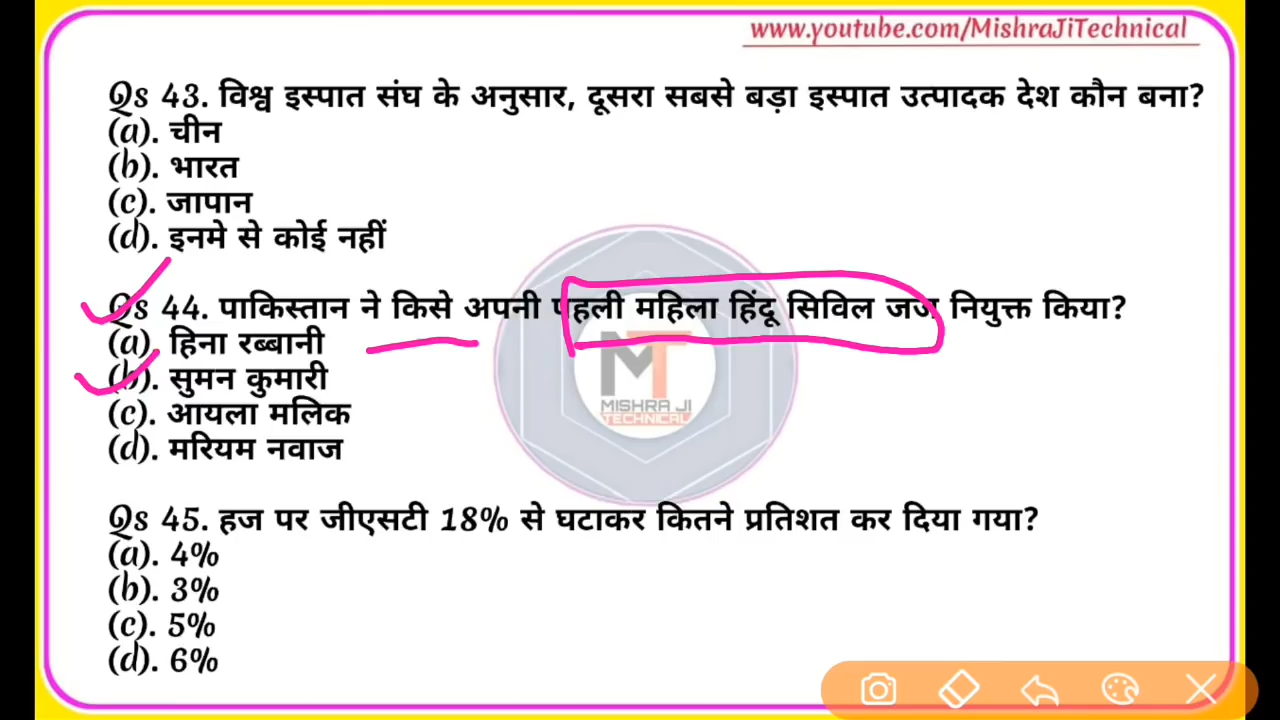 www.youtube.com/MishraJiTechnical
Qs 43. विश्व इस्पात संघ के अनुसार, दूसरा सबसे बड़ा इस्पात उत्पादक देश कौन बना?
(a). चीन
(b). भारत
(c). जापान
(d). इनमे से कोई नहीं
Qs 44. पाकिस्तान ने किसे अपनी पहली महिला हिंदू सिविल जज नियुक्त किया?
(a). हिना रब्बानी
(b). सुमन कुमारी
(c). आयला मलिक
(d). मरियम नवाज
MT
MISHRA JI
TECHNICAL
Qs 45. हज पर जीएसटी 18% से घटाकर कितने प्रतिशत कर दिया गया?
(a). 4%
(b). 3%
(c). 5%
(d). 6%